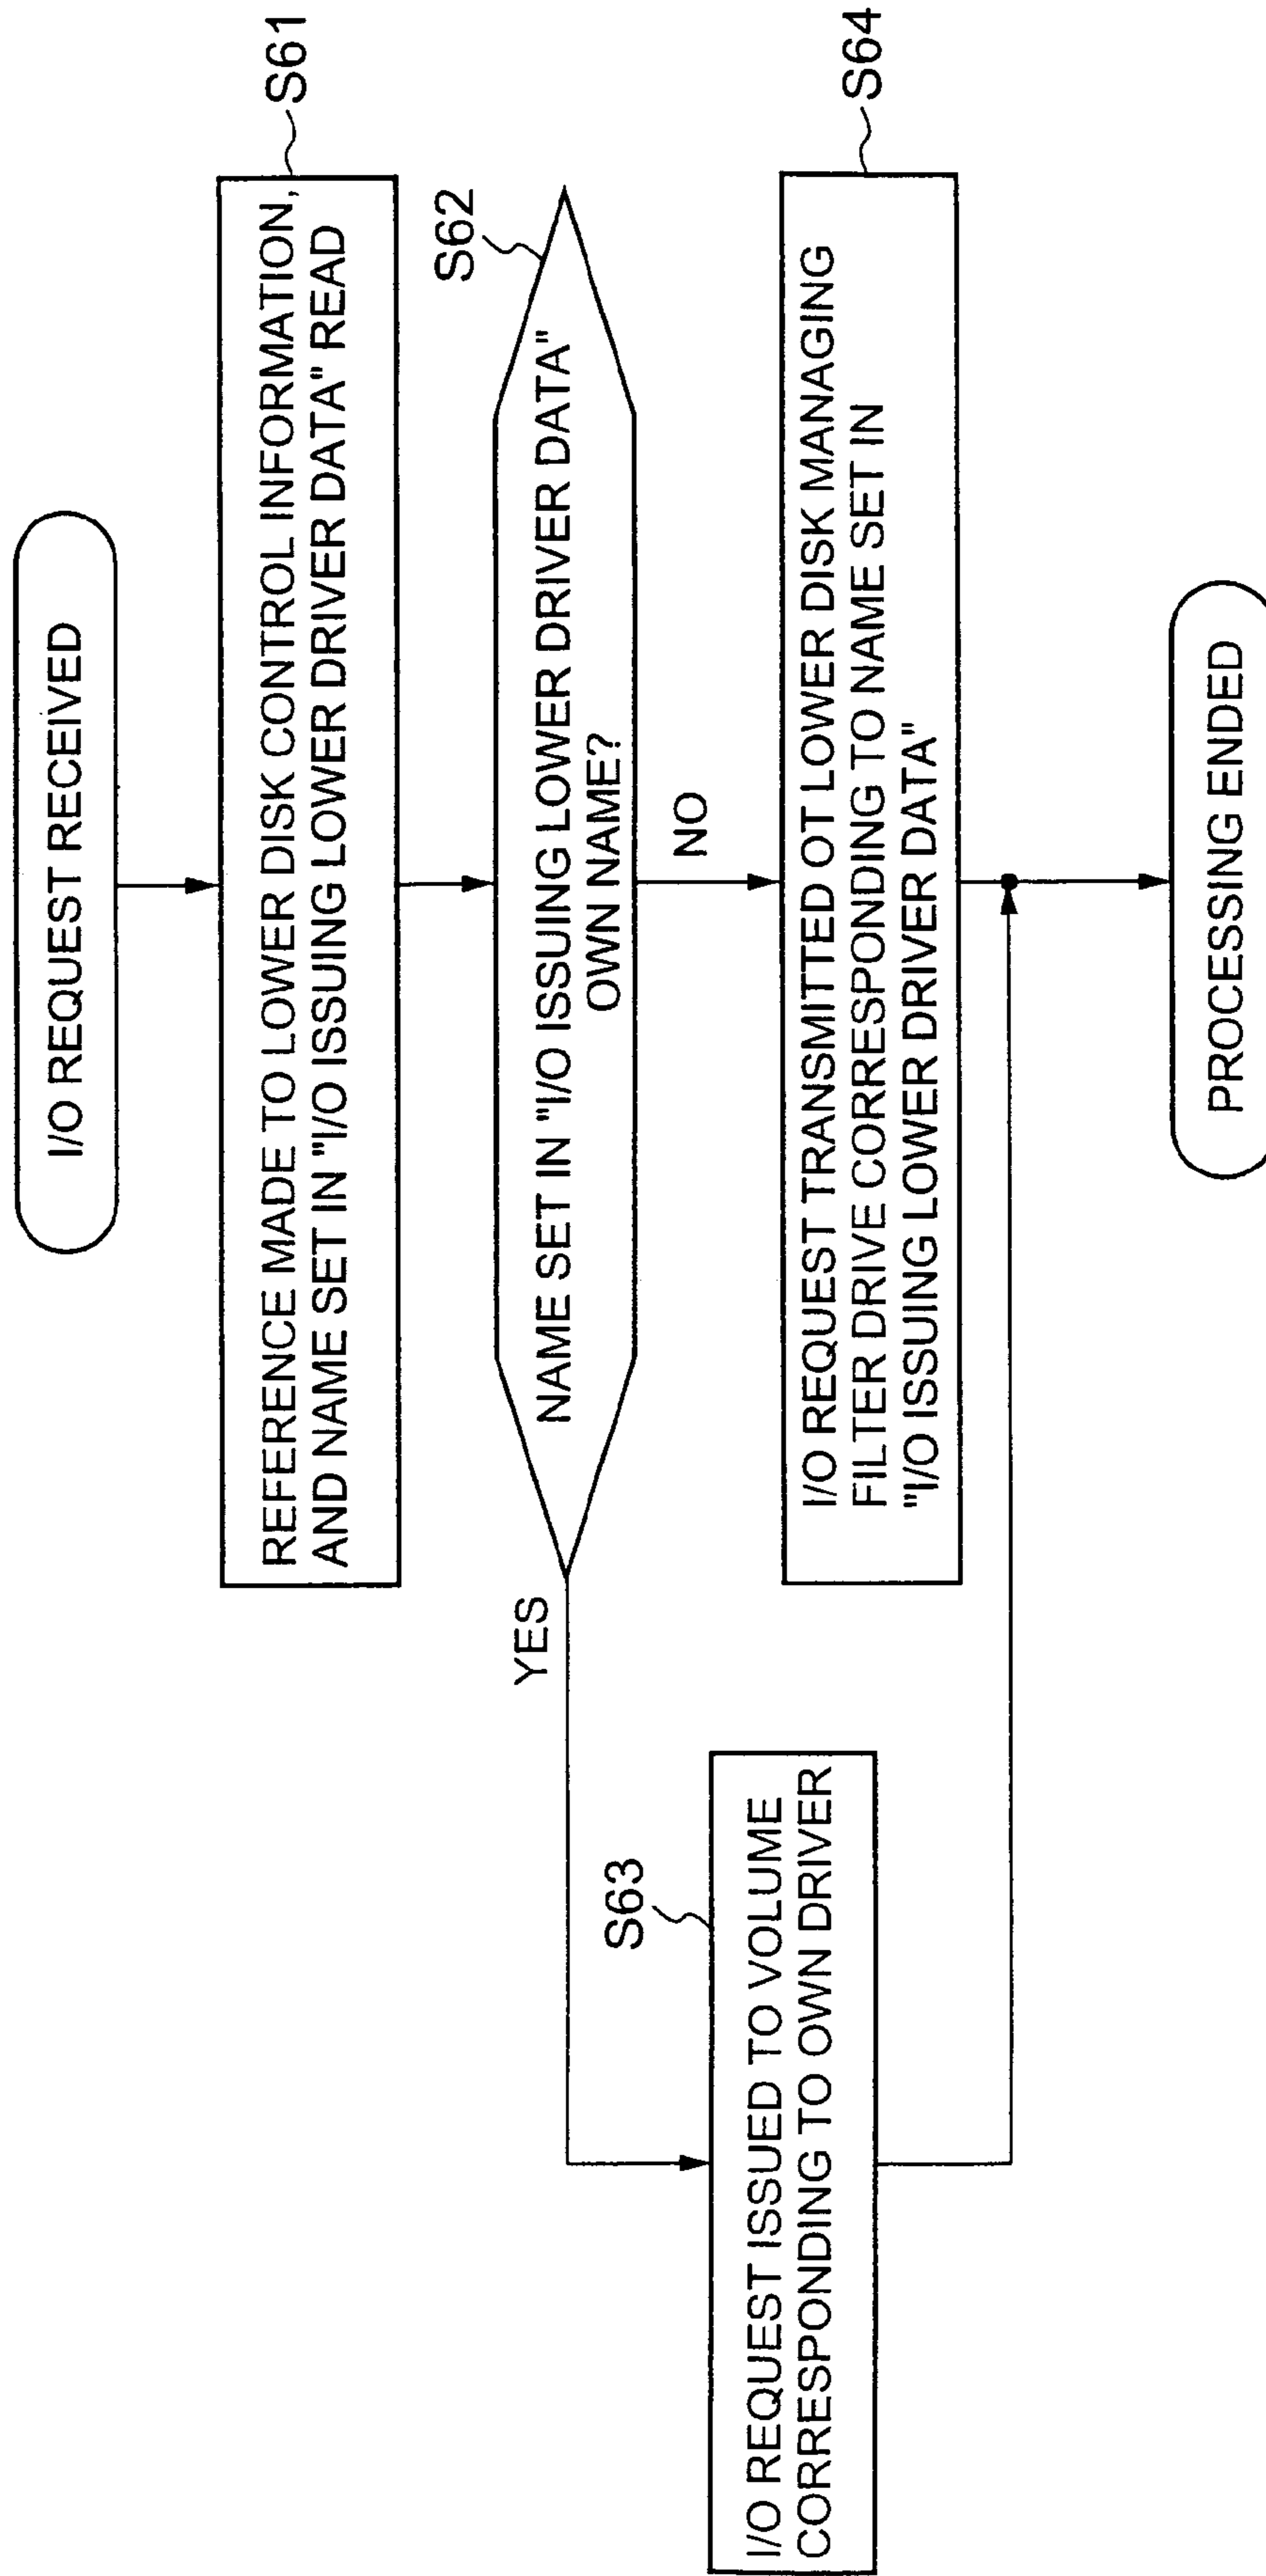 I/O REQUEST RECEIVED
S61
REFERENCE MADE TO LOWER DISK CONTROL INFORMATION,
AND NAME SET IN "I/O ISSUING LOWER DRIVER DATA" READ
S62
NAME SET IN "I/O ISSUING LOWER DRIVER DATA"
OWN NAME?
YES
NO
S63
I/O REQUEST ISSUED TO VOLUME
CORRESPONDING TO OWN DRIVER
S64
I/O REQUEST TRANSMITTED OT LOWER DISK MANAGING
FILTER DRIVE CORRESPONDING TO NAME SET IN
"I/O ISSUING LOWER DRIVER DATA"
PROCESSING ENDED